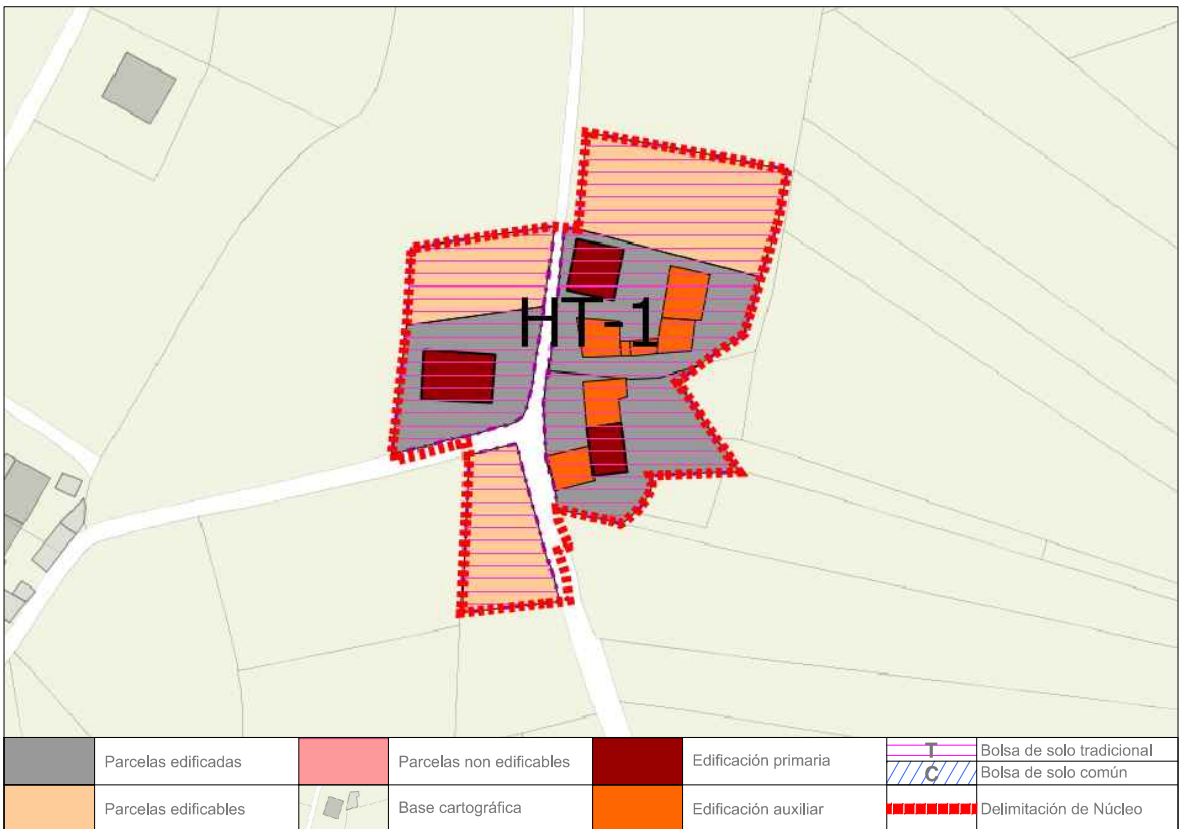 HT-1
Parcelas edificadas
Parcelas non edificables
Edificación primaria
T
Bolsa de solo tradicional
C
Bolsa de solo común
Parcelas edificables
Base cartográfica
Edificación auxiliar
Delimitación de Núcleo